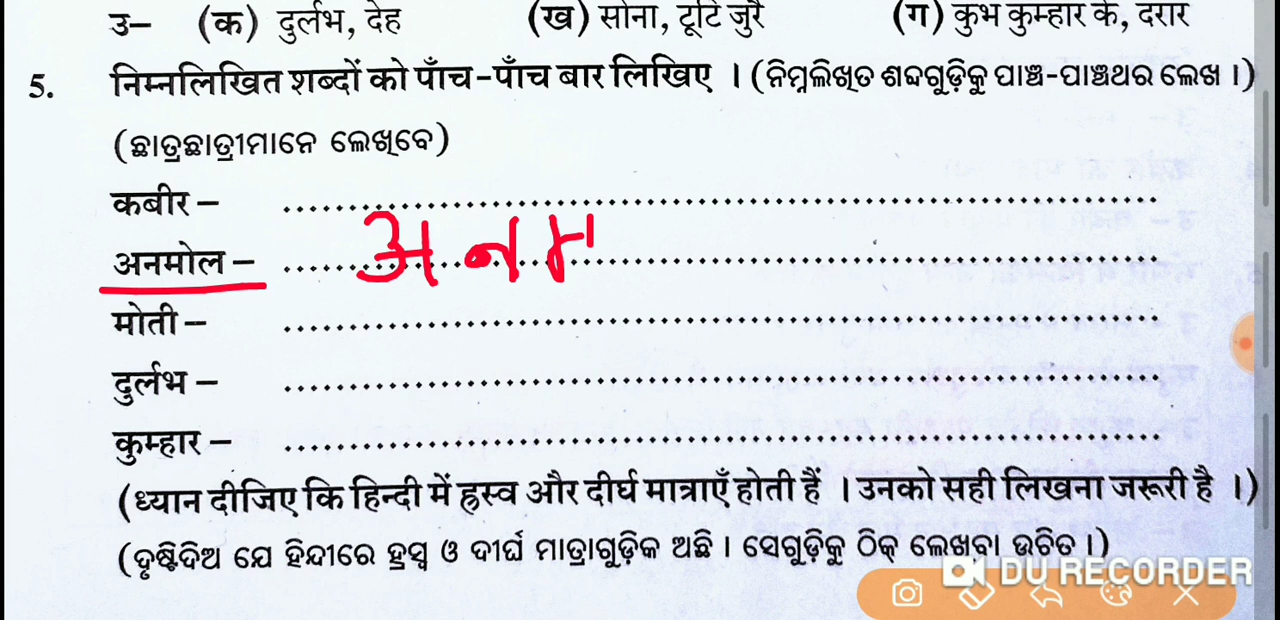 उ– (क) दुर्लभ, देह (ख) सोना, टूटि जुरै (ग) कुभ कुम्हार के, दरार
5. निम्नलिखित शब्दों को पाँच-पाँच बार लिखिए । (ନିମ୍ନଲିଖିତ ଶବ୍ଦଗୁଡ଼ିକୁ ପାଞ୍ଚ-ପାଞ୍ଚଥର ଲେଖ ।)
(ଛାତ୍ରଛାତ୍ରୀମାନେ ଲେଖିବେ)
कबीर – ........................................
अनमोल – ........................................ अनम
मोती – ........................................
दुर्लभ – ........................................
कुम्हार – ........................................
(ध्यान दीजिए कि हिन्दी में ह्रस्व और दीर्घ मात्राएँ होती हैं । उनको सही लिखना जरूरी है ।)
(ଦୃଷ୍ଟିଦିଅ ଯେ ହିନ୍ଦୀରେ ହ୍ରସ୍ୱ ଓ ଦୀର୍ଘ ମାତ୍ରାଗୁଡ଼ିକ ଅଛି । ସେଗୁଡ଼ିକୁ ଠିକ୍ ଲେଖିବା ଉଚିତ ।)
DU RECORDER